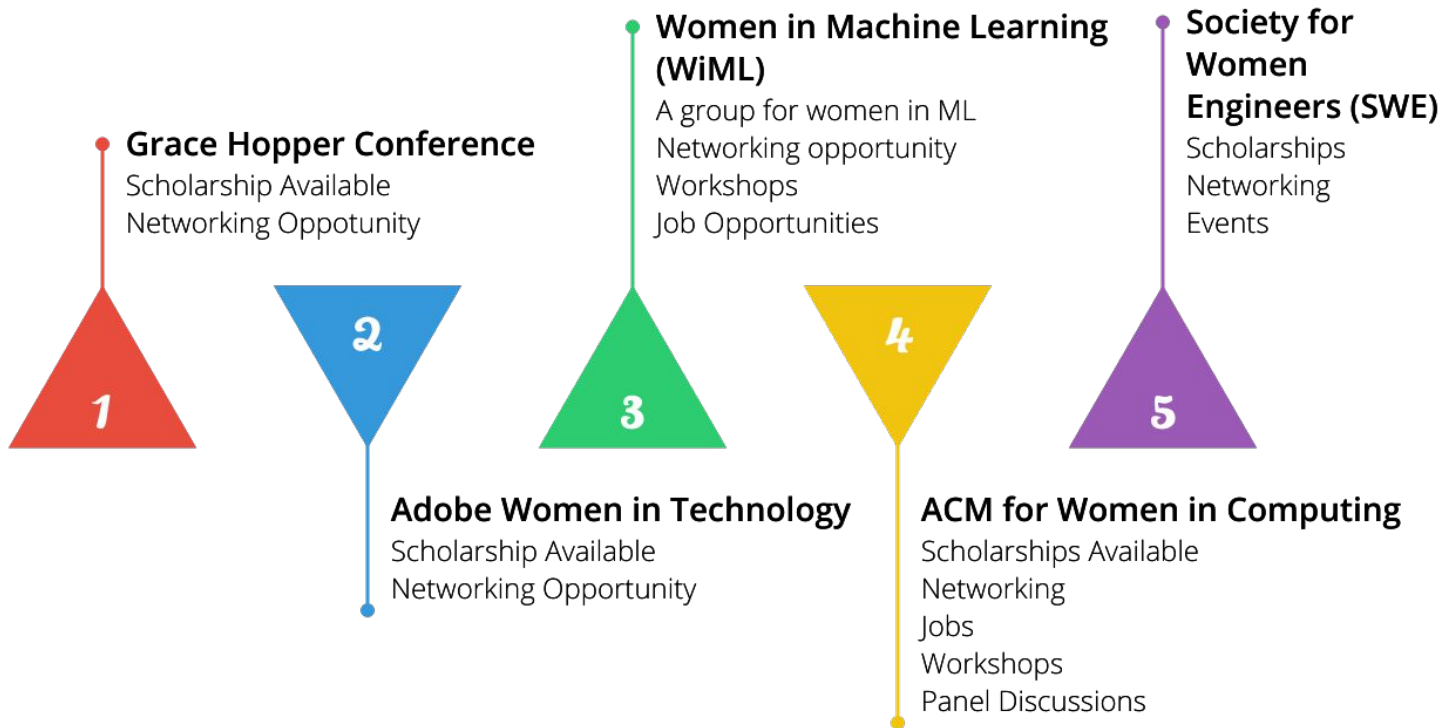 1
Grace Hopper Conference
Scholarship Available
Networking Oppotunity
2
Adobe Women in Technology
Scholarship Available
Networking Opportunity
3
Women in Machine Learning
(WiML)
A group for women in ML
Networking opportunity
Workshops
Job Opportunities
4
ACM for Women in Computing
Scholarships Available
Networking
Jobs
Workshops
Panel Discussions
5
Society for
Women
Engineers (SWE)
Scholarships
Networking
Events